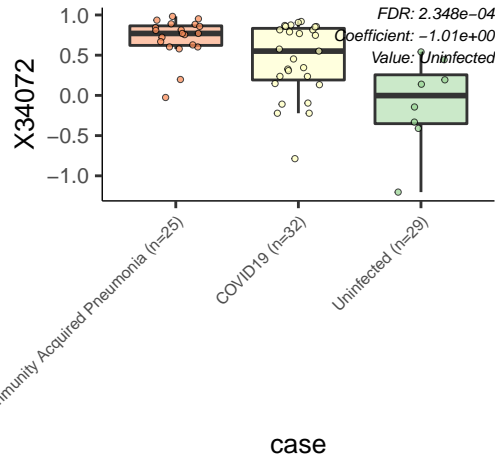 FDR: 2.348e−04
Coefficient: −1.01e+00
Value: Uninfected
X34072
1.0
0.5
0.0
−0.5
−1.0
Acquired Pneumonia (n=25)
COVID19 (n=32)
Uninfected (n=29)
case